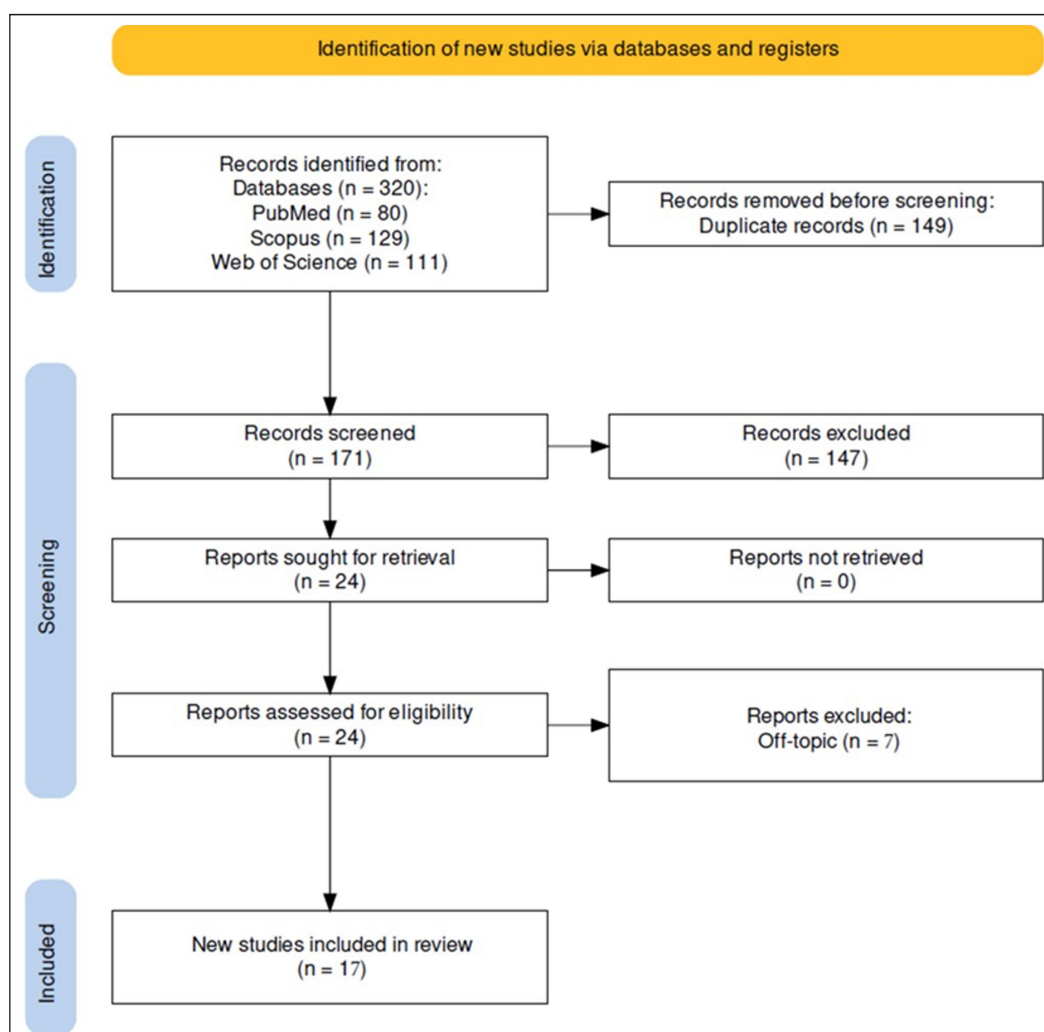 Identification of new studies via databases and registers
Identification
Records identified from:
Databases (n = 320):
PubMed (n = 80)
Scopus (n = 129)
Web of Science (n = 111)
Records removed before screening:
Duplicate records (n = 149)
Screening
Records screened
(n = 171)
Records excluded
(n = 147)
Reports sought for retrieval
(n = 24)
Reports not retrieved
(n = 0)
Reports assessed for eligibility
(n = 24)
Reports excluded:
Off-topic (n = 7)
Included
New studies included in review
(n = 17)